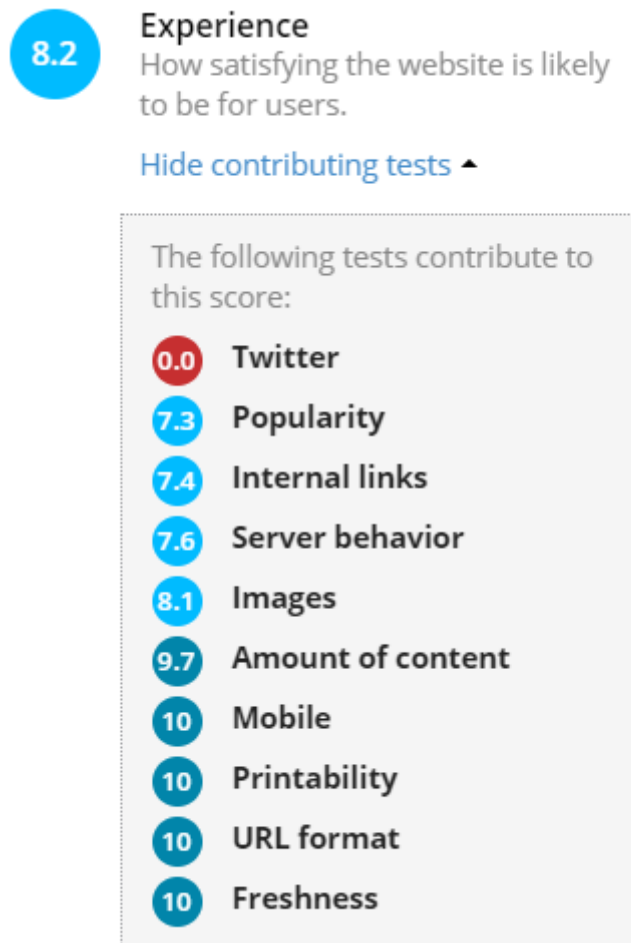 8.2
Experience
How satisfying the website is likely
to be for users.
Hide contributing tests
The following tests contribute to
this score:
0.0 Twitter
7.3 Popularity
7.4 Internal links
7.6 Server behavior
8.1 Images
9.7 Amount of content
10 Mobile
10 Printability
10 URL format
10 Freshness